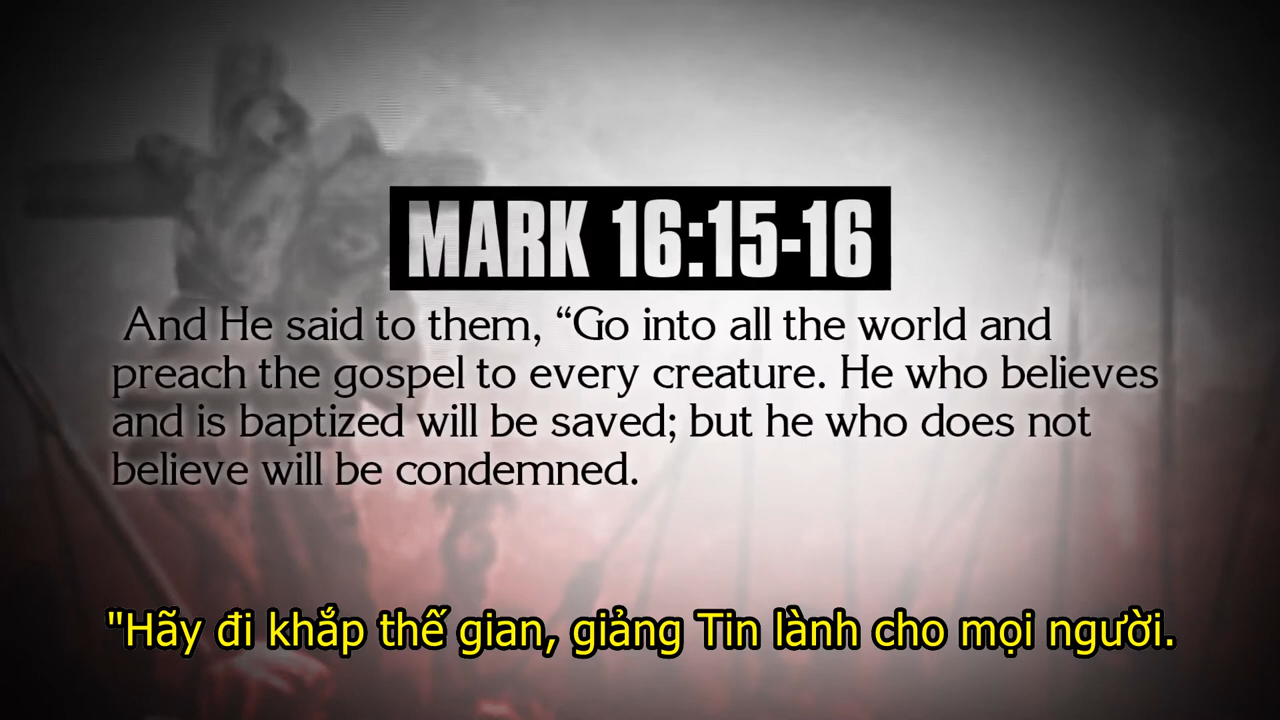 MARK 16:15-16
And He said to them, “Go into all the world and
preach the gospel to every creature. He who believes
and is baptized will be saved; but he who does not
believe will be condemned.
"Hãy đi khắp thế gian, giảng Tin lành cho mọi người.